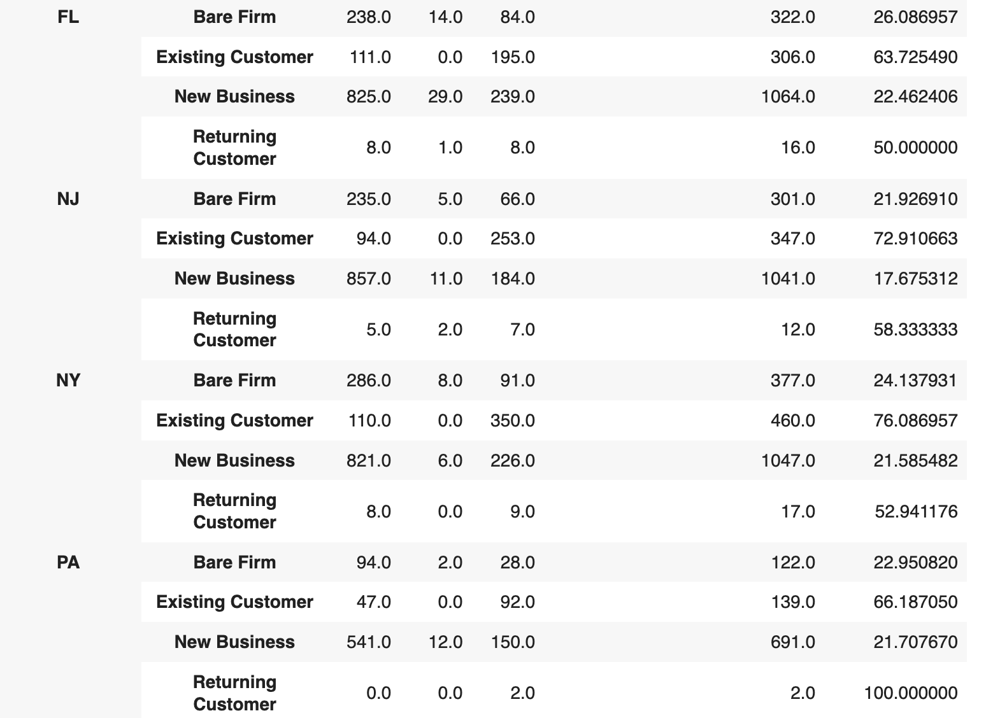 FL Bare Firm 238.0 14.0 84.0 322.0 26.086957
Existing Customer 111.0 0.0 195.0 306.0 63.725490
New Business 825.0 29.0 239.0 1064.0 22.462406
Returning
Customer 8.0 1.0 8.0 16.0 50.000000
NJ Bare Firm 235.0 5.0 66.0 301.0 21.926910
Existing Customer 94.0 0.0 253.0 347.0 72.910663
New Business 857.0 11.0 184.0 1041.0 17.675312
Returning
Customer 5.0 2.0 7.0 12.0 58.333333
NY Bare Firm 286.0 8.0 91.0 377.0 24.137931
Existing Customer 110.0 0.0 350.0 460.0 76.086957
New Business 821.0 6.0 226.0 1047.0 21.585482
Returning
Customer 8.0 0.0 9.0 17.0 52.941176
PA Bare Firm 94.0 2.0 28.0 122.0 22.950820
Existing Customer 47.0 0.0 92.0 139.0 66.187050
New Business 541.0 12.0 150.0 691.0 21.707670
Returning
Customer 0.0 0.0 2.0 2.0 100.000000